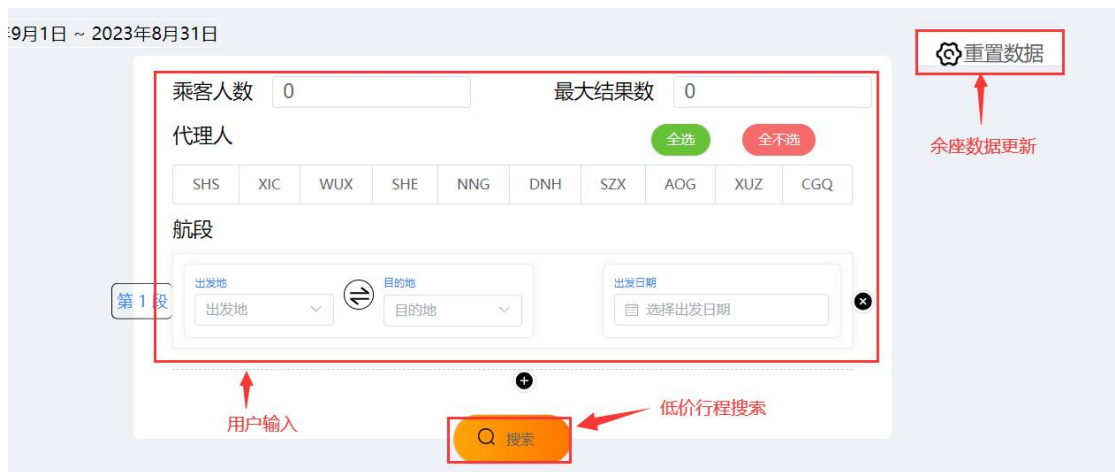 9月1日 ~ 2023年8月31日
重置数据
乘客人数 0 最大结果数 0
代理人 全选 全不选
余座数据更新
SHS XIC WUX SHE NNG DNH SZX AOG XUZ CGQ
航段
出发地 目的地 出发日期
第 1 段 出发地 目的地 选择出发日期
用户输入
低价行程搜索
搜索